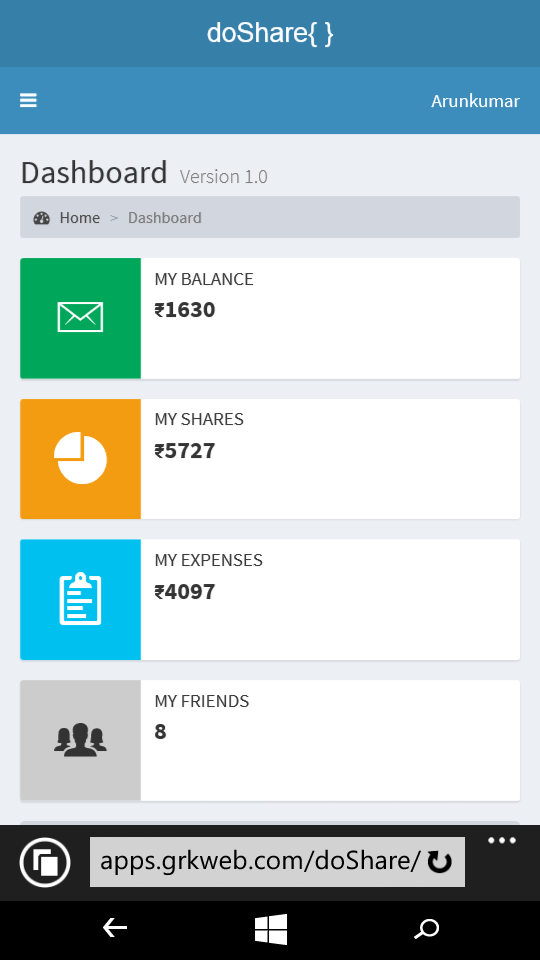 doShare{ }
Arunkumar
Dashboard Version 1.0
Home > Dashboard
MY BALANCE
₹1630
MY SHARES
₹5727
MY EXPENSES
₹4097
MY FRIENDS
8
apps.grkweb.com/doShare/